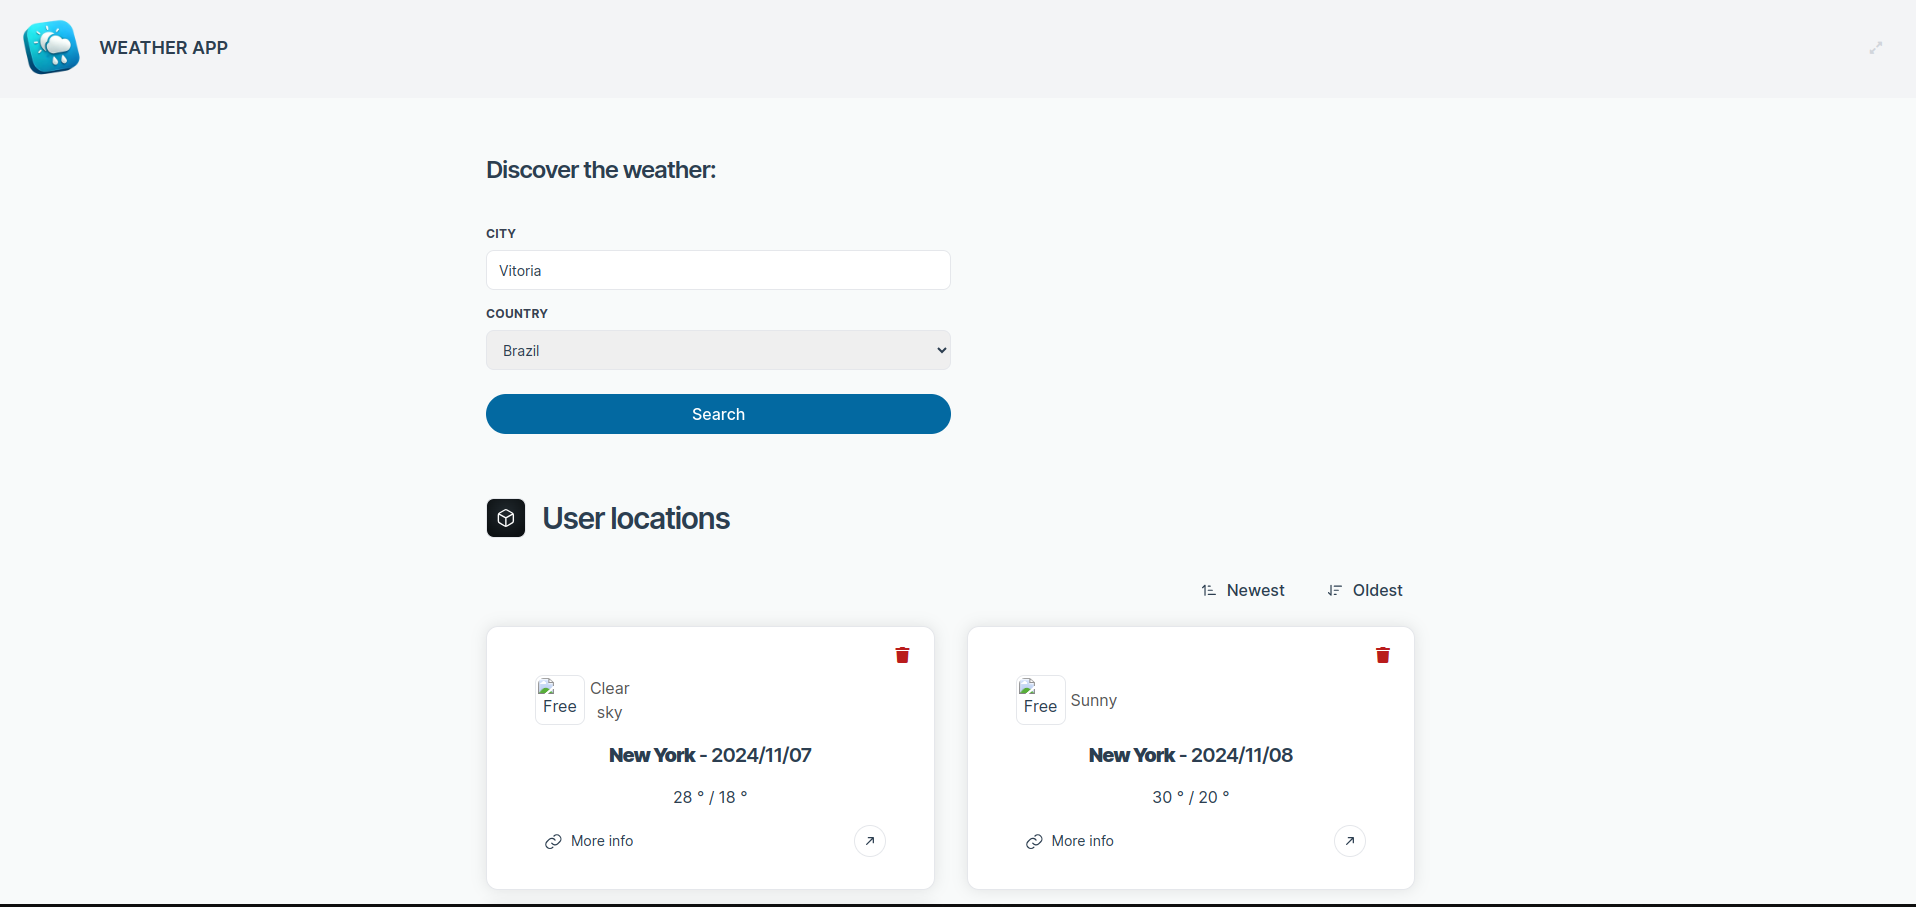 WEATHER APP
Discover the weather:
CITY
Vitoria
COUNTRY
Brazil
Search
User locations
Newest
Oldest
Free
Clear
sky
New York - 2024/11/07
28 ° / 18 °
More info
Free
Sunny
New York - 2024/11/08
30 ° / 20 °
More info